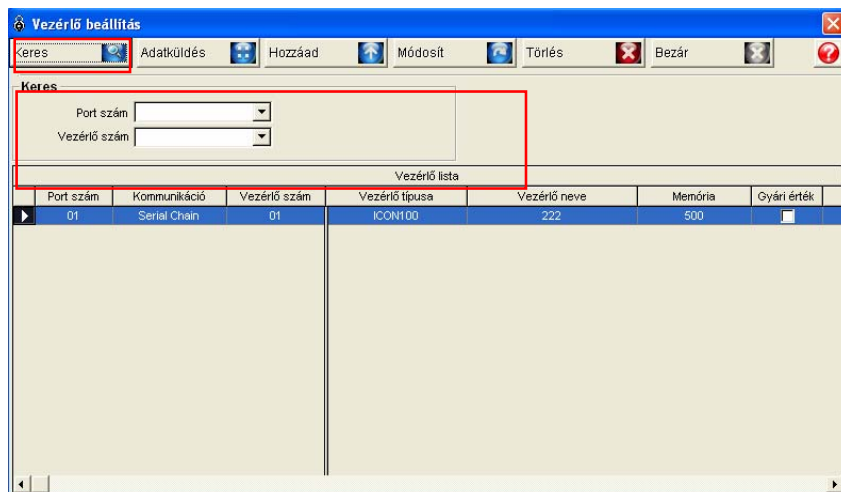 Vezérlő beállítás
Keres Adatküldés Hozzáad Módosít Törlés Bezár
Keres
Port szám
Vezérlő szám
Vezérlő lista
Port szám Kommunikáció Vezérlő szám Vezérlő típusa Vezérlő neve Memória Gyári érték
01 Serial Chain 01 ICON100 222 500